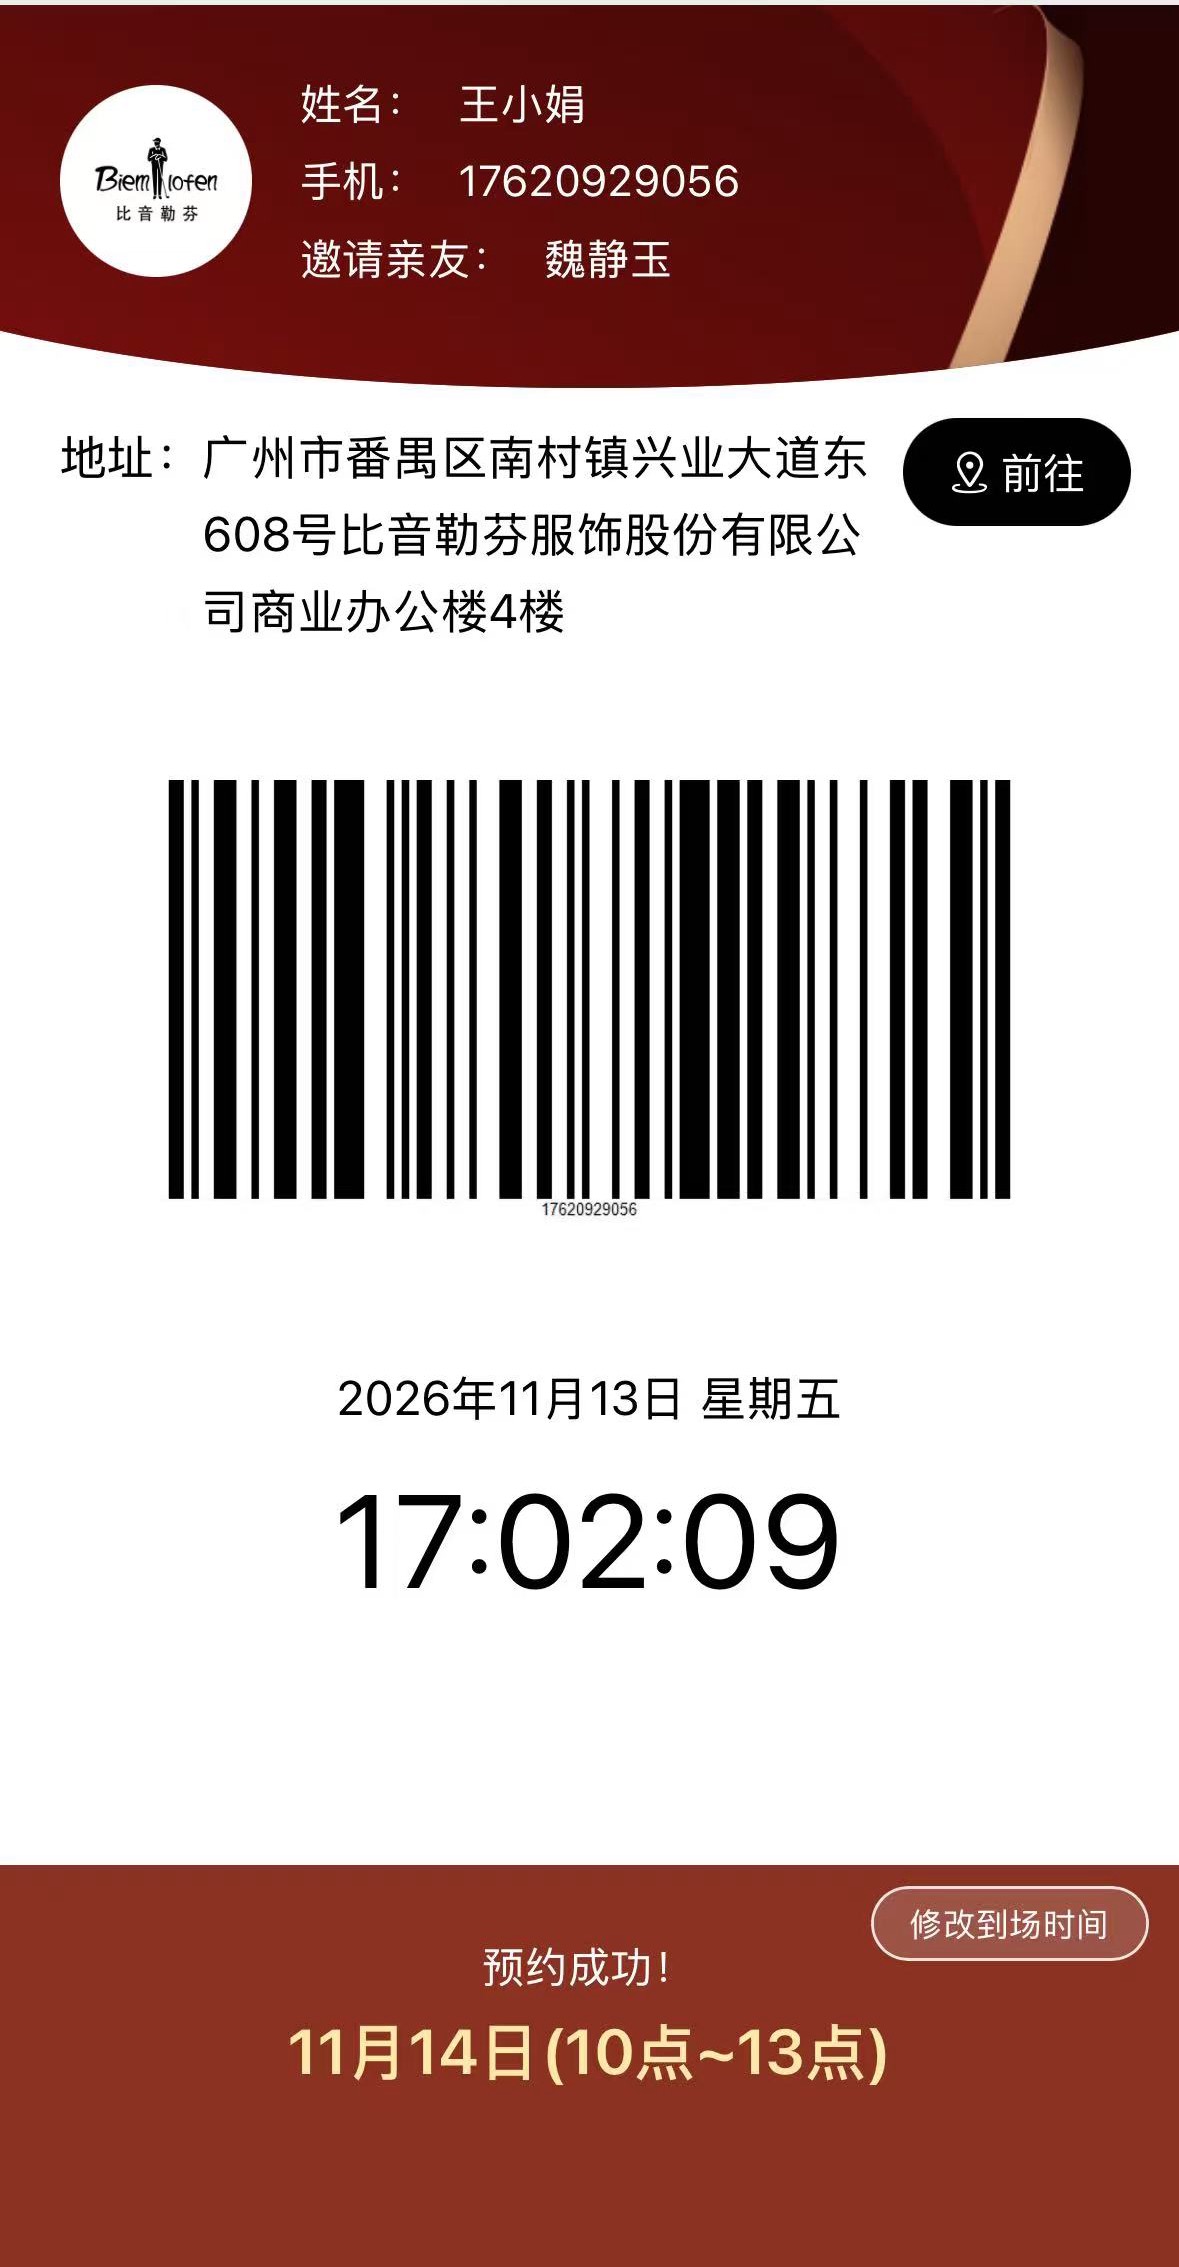 Biemlofen
比音勒芬
姓名： 王小娟
手机： 17620929056
邀请亲友： 魏静玉
地址：广州市番禺区南村镇兴业大道东
608号比音勒芬服饰股份有限公
司商业办公楼4楼
前往
17620929056
2026年11月13日 星期五
17:02:09
修改到场时间
预约成功！
11月14日(10点~13点)